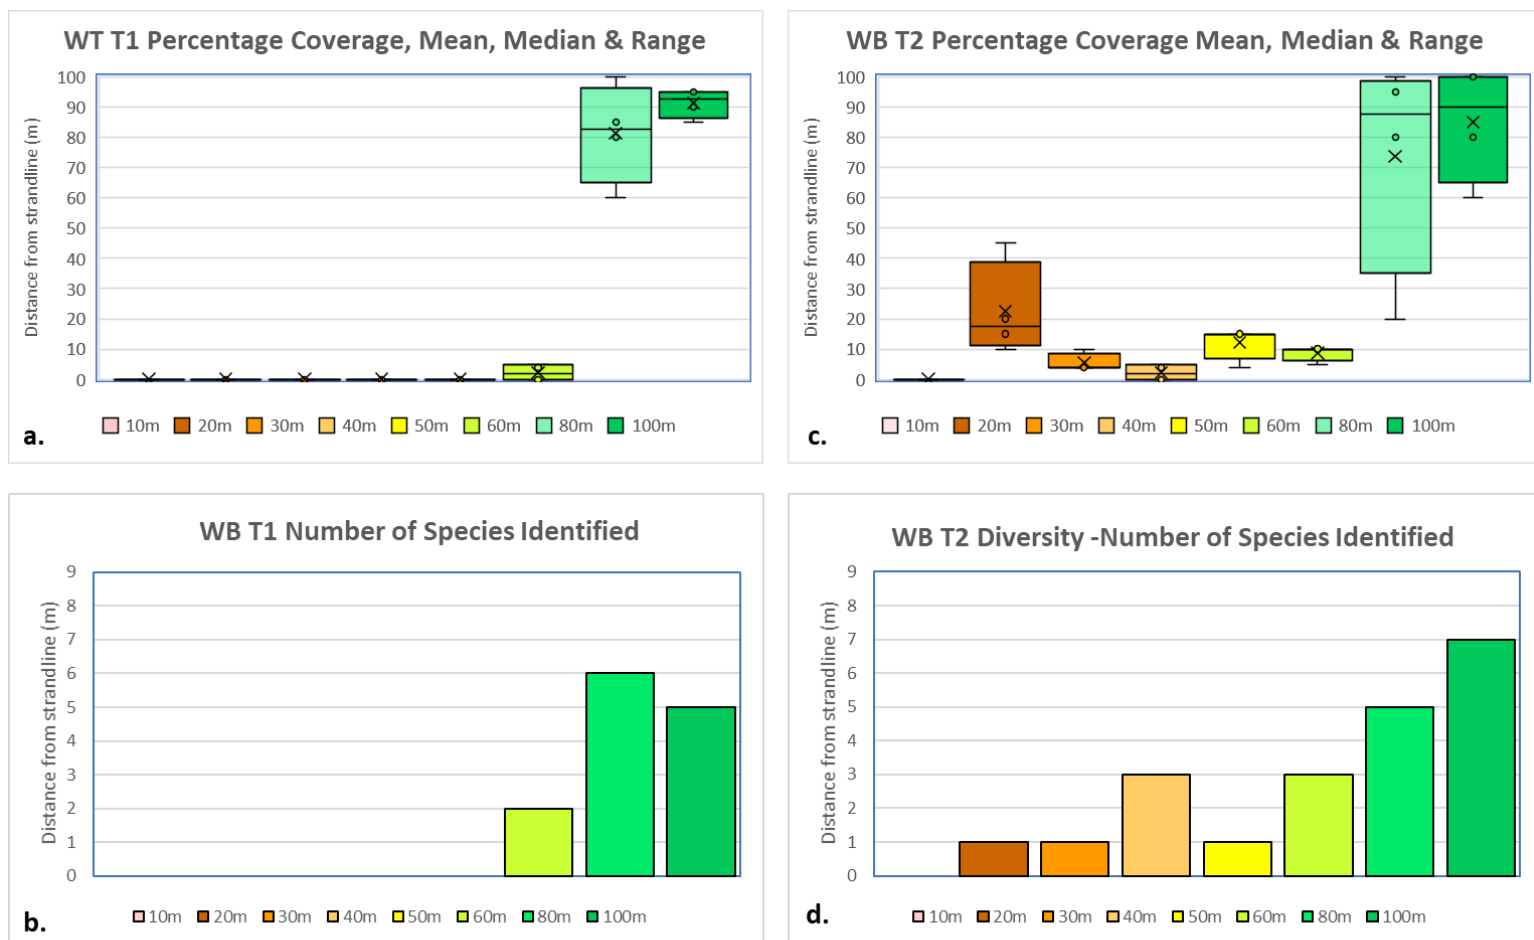 WT T1 Percentage Coverage, Mean, Median & Range
Distance from strandline (m)
100
90
80
70
60
50
40
30
20
10
0
10m 20m 30m 40m 50m 60m 80m 100m
a.
WB T2 Percentage Coverage Mean, Median & Range
Distance from strandline (m)
100
90
80
70
60
50
40
30
20
10
0
10m 20m 30m 40m 50m 60m 80m 100m
c.
WB T1 Number of Species Identified
Distance from strandline (m)
9
8
7
6
5
4
3
2
1
0
10m 20m 30m 40m 50m 60m 80m 100m
b.
WB T2 Diversity -Number of Species Identified
Distance from strandline (m)
9
8
7
6
5
4
3
2
1
0
10m 20m 30m 40m 50m 60m 80m 100m
d.